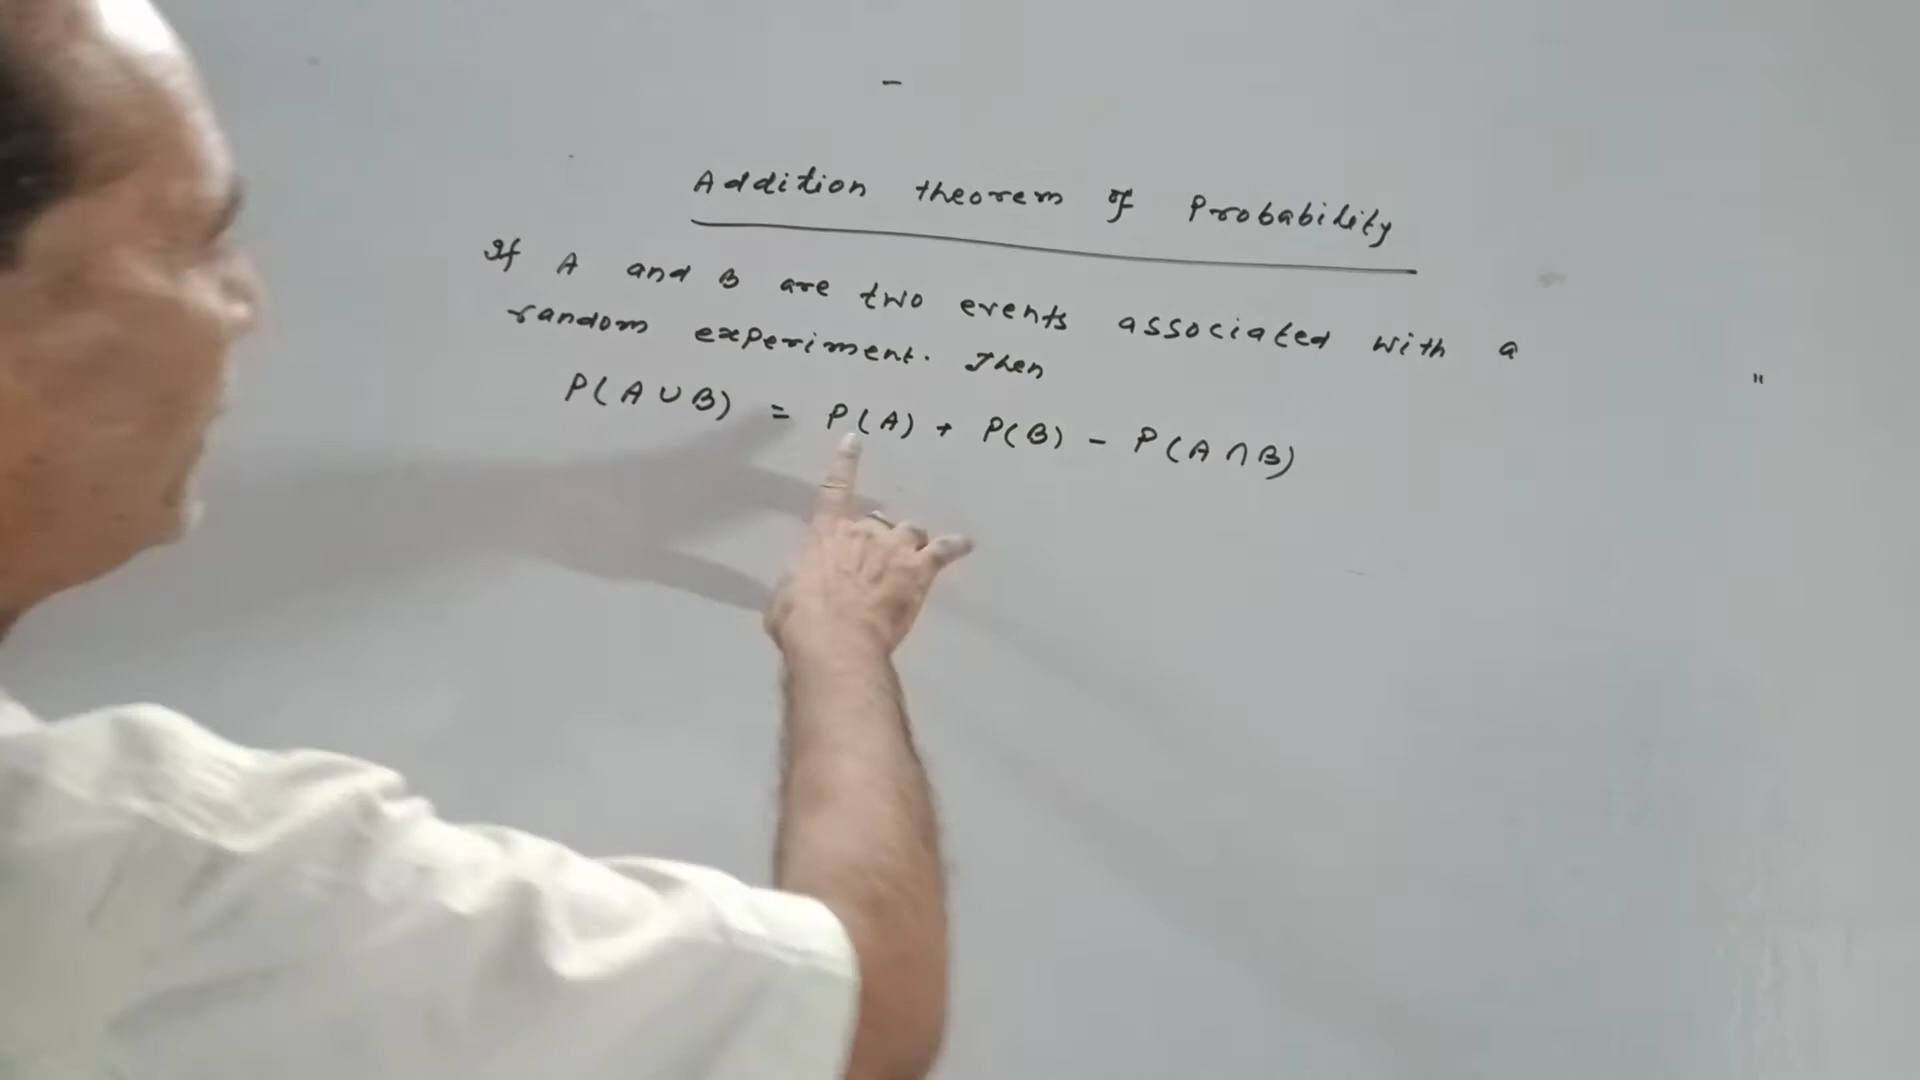 Addition theorem of Probability
If A and B are two events associated with a
random experiment. Then
P(A∪B) = P(A) + P(B) - P(A∩B)